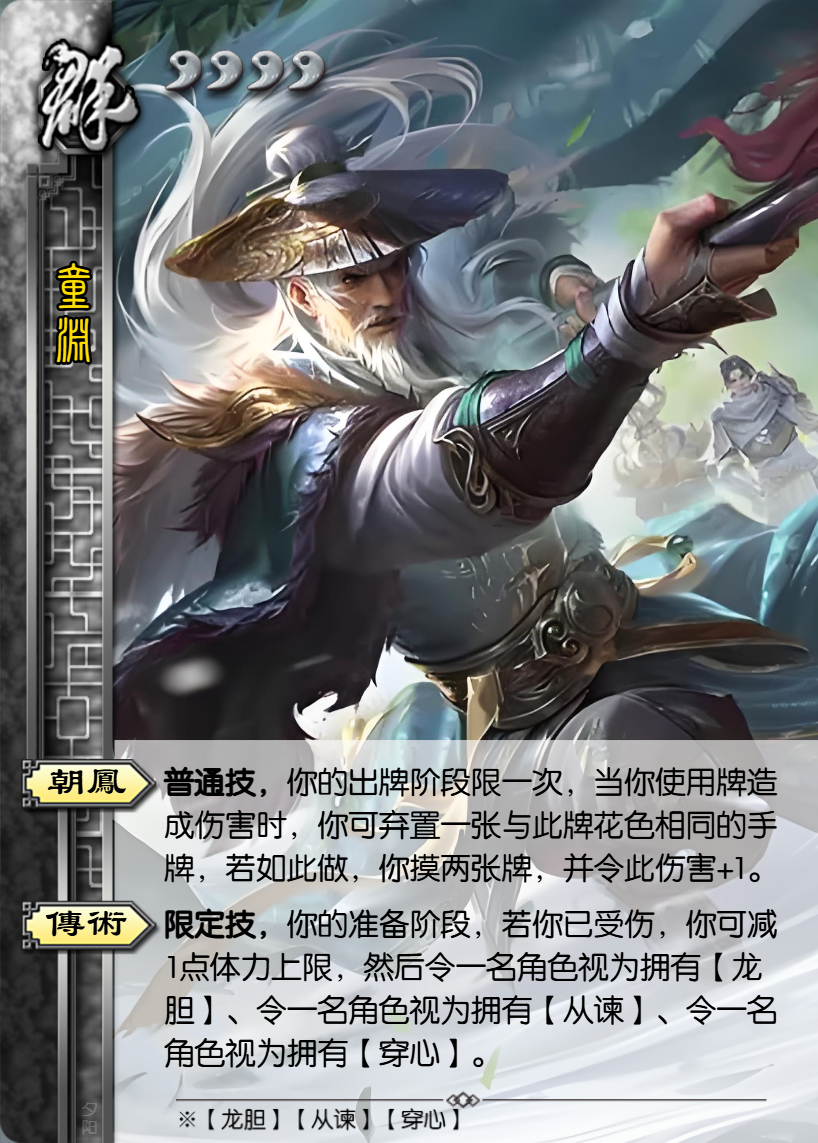 群
童淵
朝鳳
普通技，你的出牌阶段限一次，当你使用牌造
成伤害时，你可弃置一张与此牌花色相同的手
牌，若如此做，你摸两张牌，并令此伤害+1。
傳術
限定技，你的准备阶段，若你已受伤，你可减
1点体力上限，然后令一名角色视为拥有【龙
胆】、令一名角色视为拥有【从谏】、令一名
角色视为拥有【穿心】。
※【龙胆】【从谏】【穿心】
夕阳